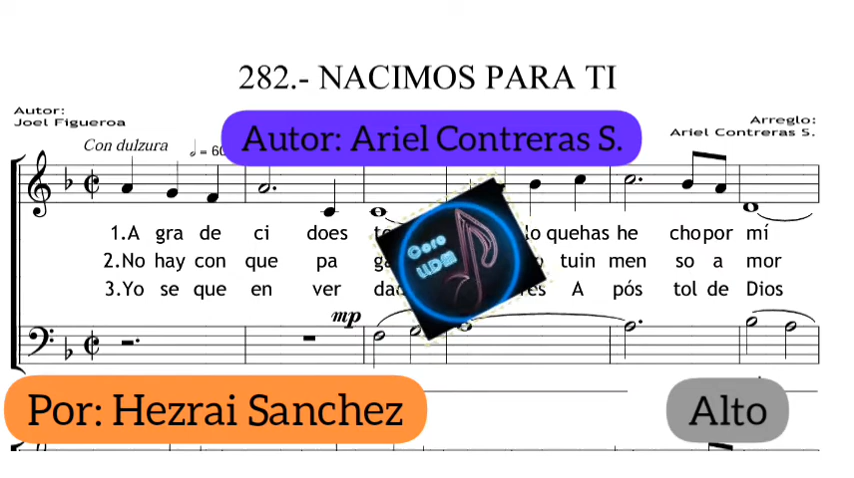 282.- NACIMOS PARA TI
Autor:
Joel Figueroa
Autor: Ariel Contreras S.
Arreglo:
Ariel Contreras S.
Con dulzura
= 60
1.A gra de ci does lo quehas he chopor mí
2.No hay con que pa tuin men so a mor
3.Yo se que en ver A pós tol de Dios
Coro
LLDM
mp
Por: Hezrai Sanchez
Alto